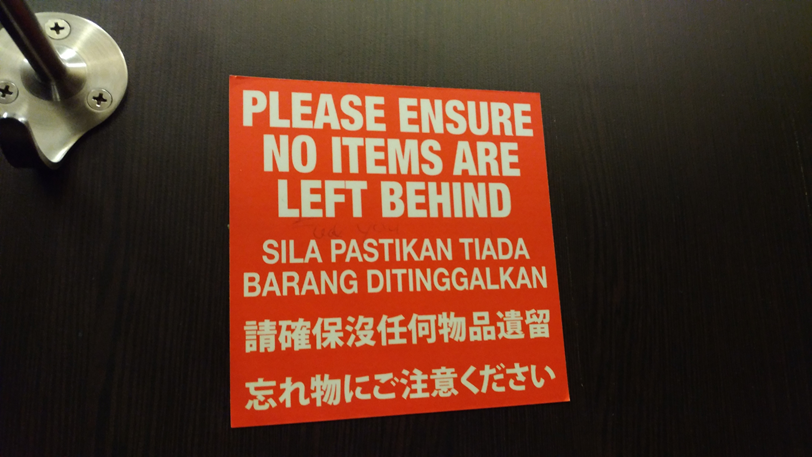 PLEASE ENSURE
NO ITEMS ARE
LEFT BEHIND
SILA PASTIKAN TIADA
BARANG DITINGGALKAN
請確保沒任何物品遺留
忘れ物にご注意ください